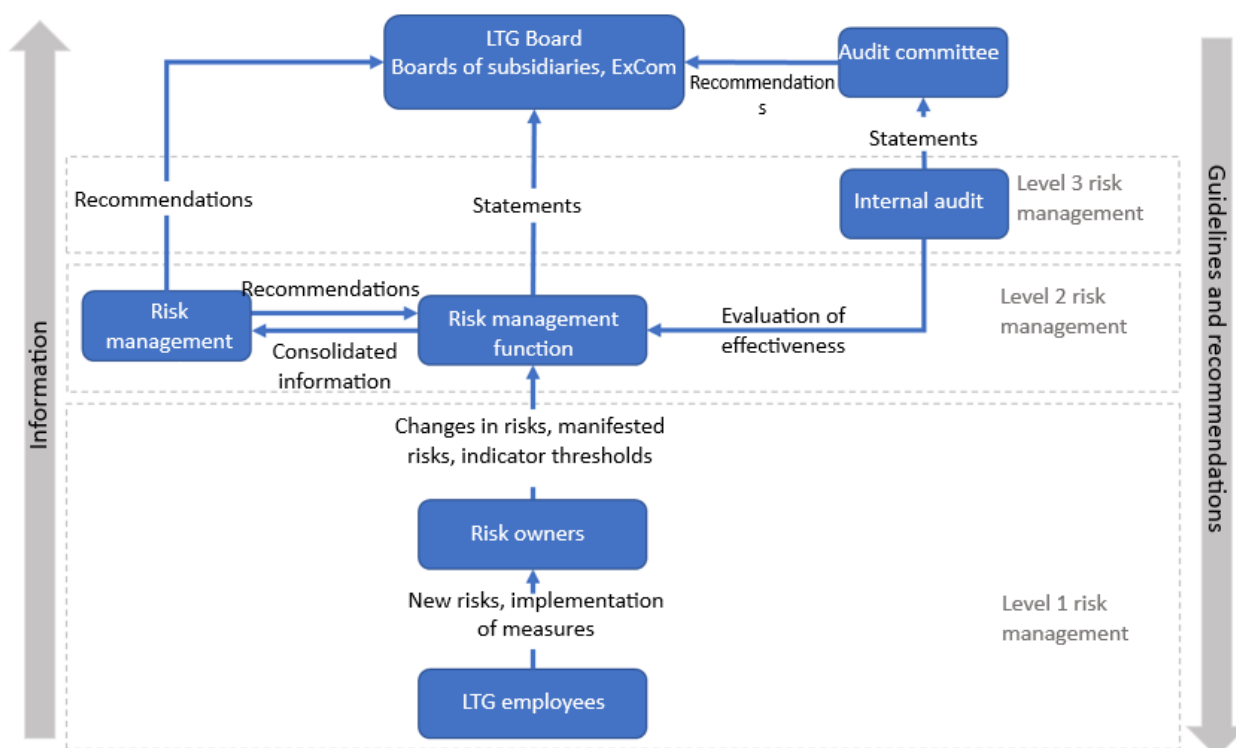 LTG Board
Boards of subsidiaries, ExCom
Audit committee
Recommendation
s
Statements
Recommendations
Statements
Internal audit
Level 3 risk
management
Recommendations
Risk
management
Risk management
function
Consolidated
information
Evaluation of
effectiveness
Level 2 risk
management
Changes in risks, manifested
risks, indicator thresholds
Risk owners
New risks, implementation
of measures
LTG employees
Level 1 risk
management
Information
Guidelines and recommendations